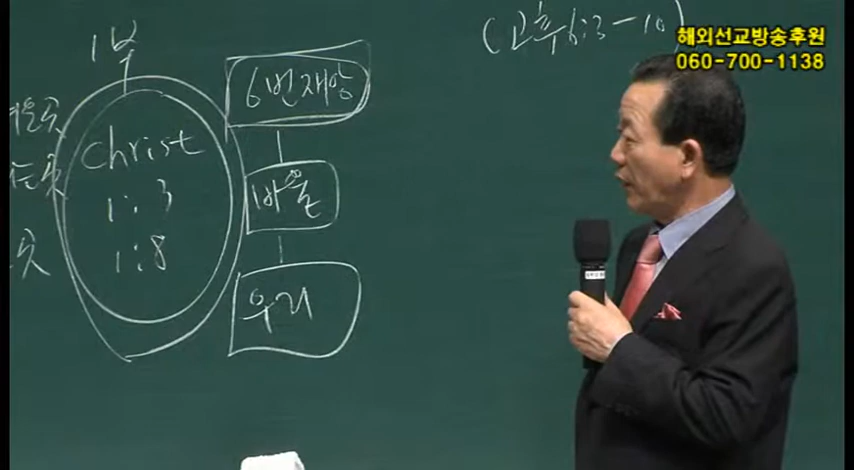 1부
Christ
1:3
1:8
6번재앙
바울
우리
(고후6:3-10)
해외선교방송후원
060-700-1138